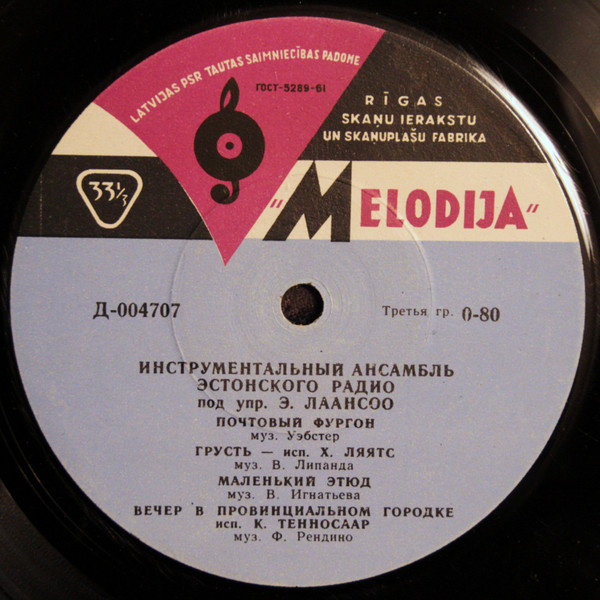 LATVIJAS PSR TAUTAS SAIMNIECĪBAS PADOME
ГОСТ-5289-61
RĪGAS
SKAŅU IERAKSTU
UN SKAŅUPLAŠU FABRIKA
33⅓
"MELODIJA"
Д-004707
Третья гр. 0-80
ИНСТРУМЕНТАЛЬНЫЙ АНСАМБЛЬ
ЭСТОНСКОГО РАДИО
под упр. Э. ЛААНСОО
ПОЧТОВЫЙ ФУРГОН
муз. Уэбстер
ГРУСТЬ — исп. Х. ЛЯЯТС
муз. В. Липанда
МАЛЕНЬКИЙ ЭТЮД
муз. В. Игнатьева
ВЕЧЕР В ПРОВИНЦИАЛЬНОМ ГОРОДКЕ
исп. К. ТЕННОСААР
муз. Ф. Рендино